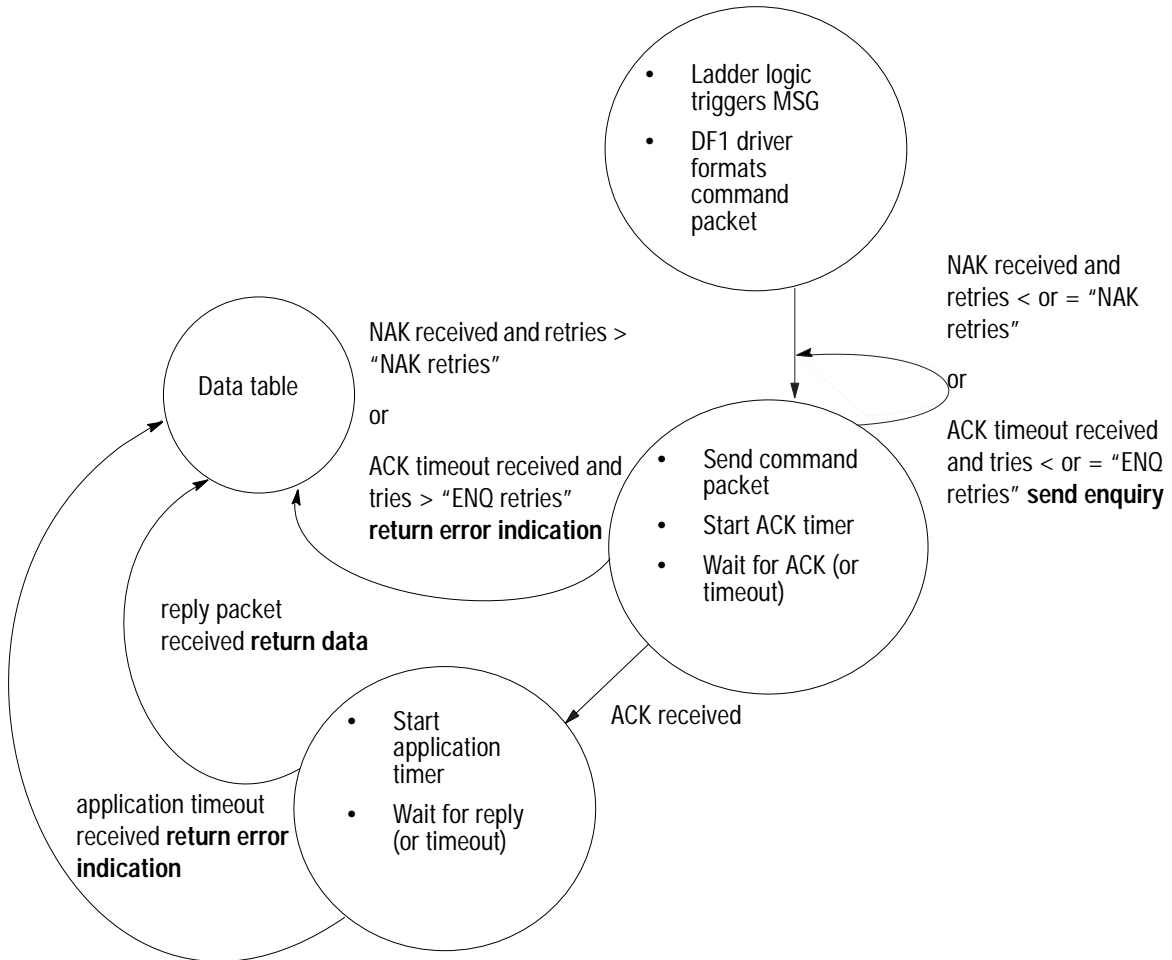 • Ladder logic
triggers MSG
• DF1 driver
formats
command
packet
NAK received and
retries < or = “NAK
retries”
or
ACK timeout received
and tries < or = “ENQ
retries” send enquiry
NAK received and retries >
“NAK retries”
or
ACK timeout received and
tries > “ENQ retries”
return error indication
Data table
• Send command
packet
• Start ACK timer
• Wait for ACK (or
timeout)
reply packet
received return data
ACK received
• Start
application
timer
• Wait for reply
(or timeout)
application timeout
received return error
indication